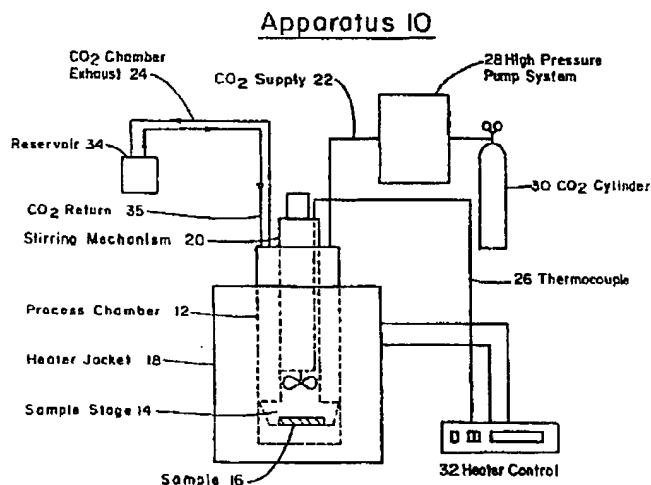 Apparatus 10
CO2 Chamber
Exhaust 24
CO2 Supply 22
28 High Pressure
Pump System
Reservoir 34
30 CO2 Cylinder
CO2 Return 35
Stirring Mechanism 20
26 Thermocouple
Process Chamber 12
Heater Jacket 18
Sample Stage 14
Sample 16
32 Heater Control